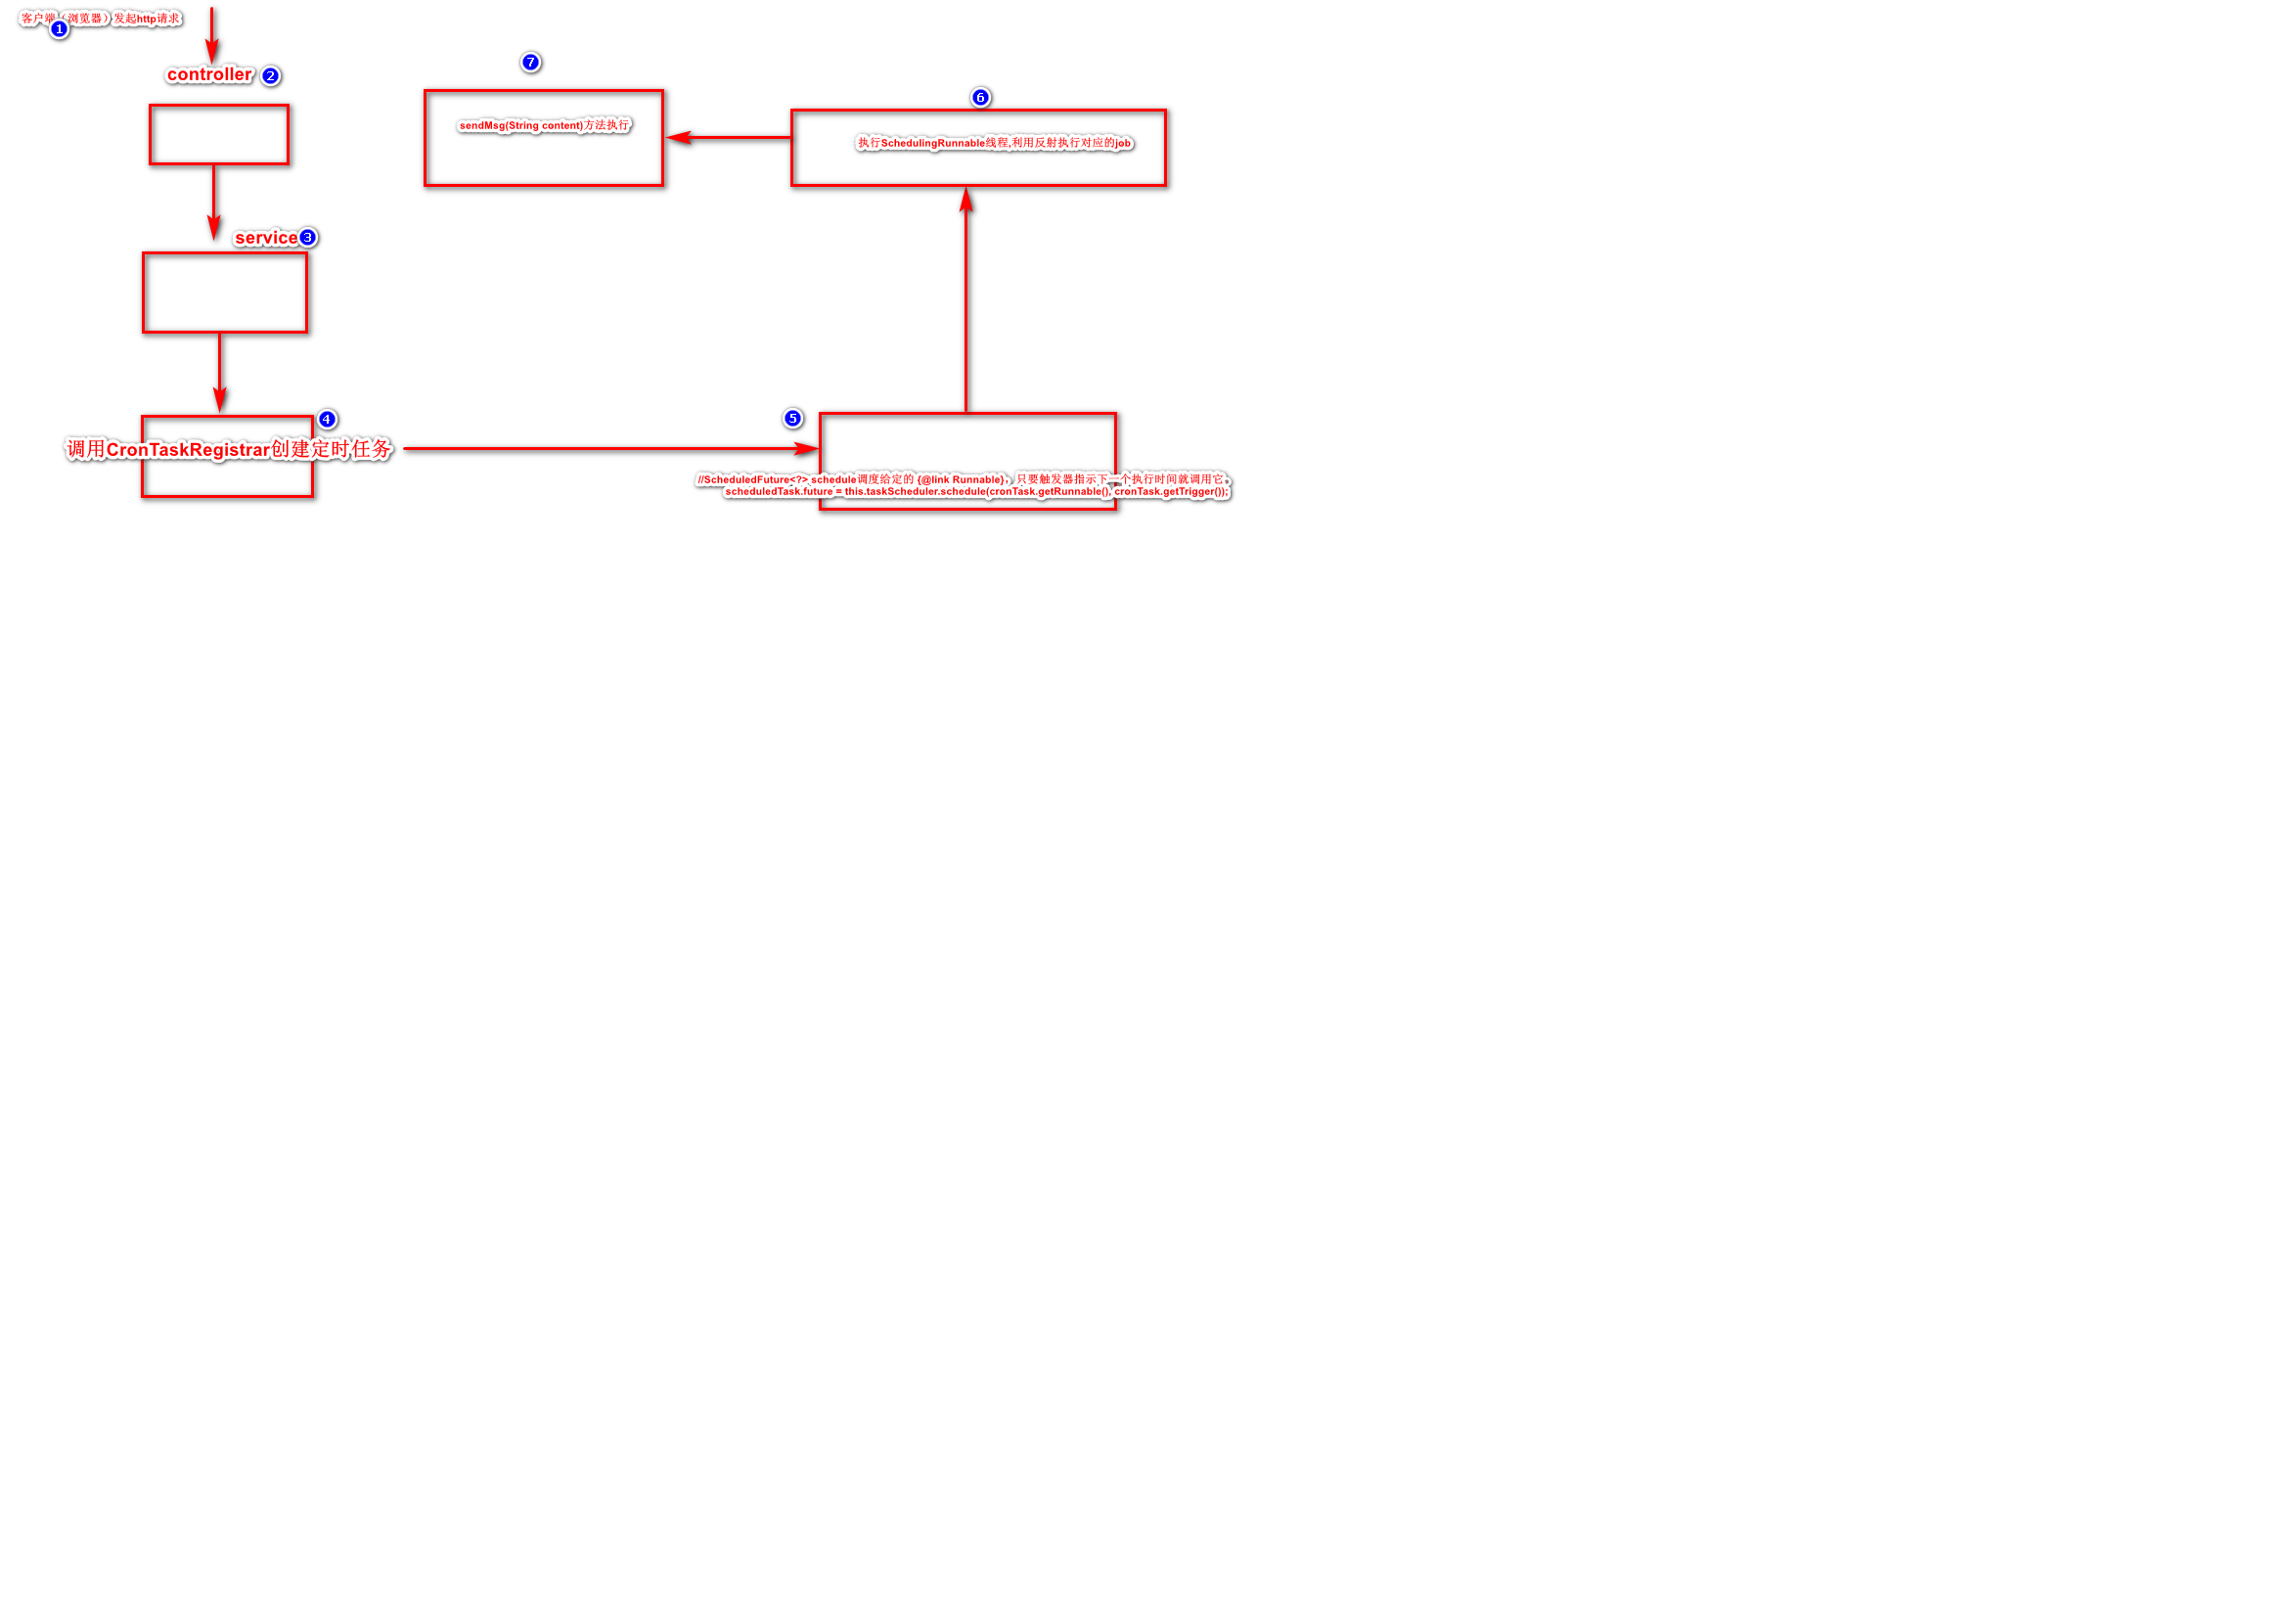 客户端（浏览器）发起http请求
1
controller 2
service 3
4
调用CronTaskRegistrar创建定时任务
5
//ScheduledFuture<?> schedule调度给定的 {@link Runnable}，只要触发器指示下一个执行时间就调用它。
scheduledTask.future = this.taskScheduler.schedule(cronTask.getRunnable(), cronTask.getTrigger());
6
执行SchedulingRunnable线程,利用反射执行对应的job
7
sendMsg(String content)方法执行